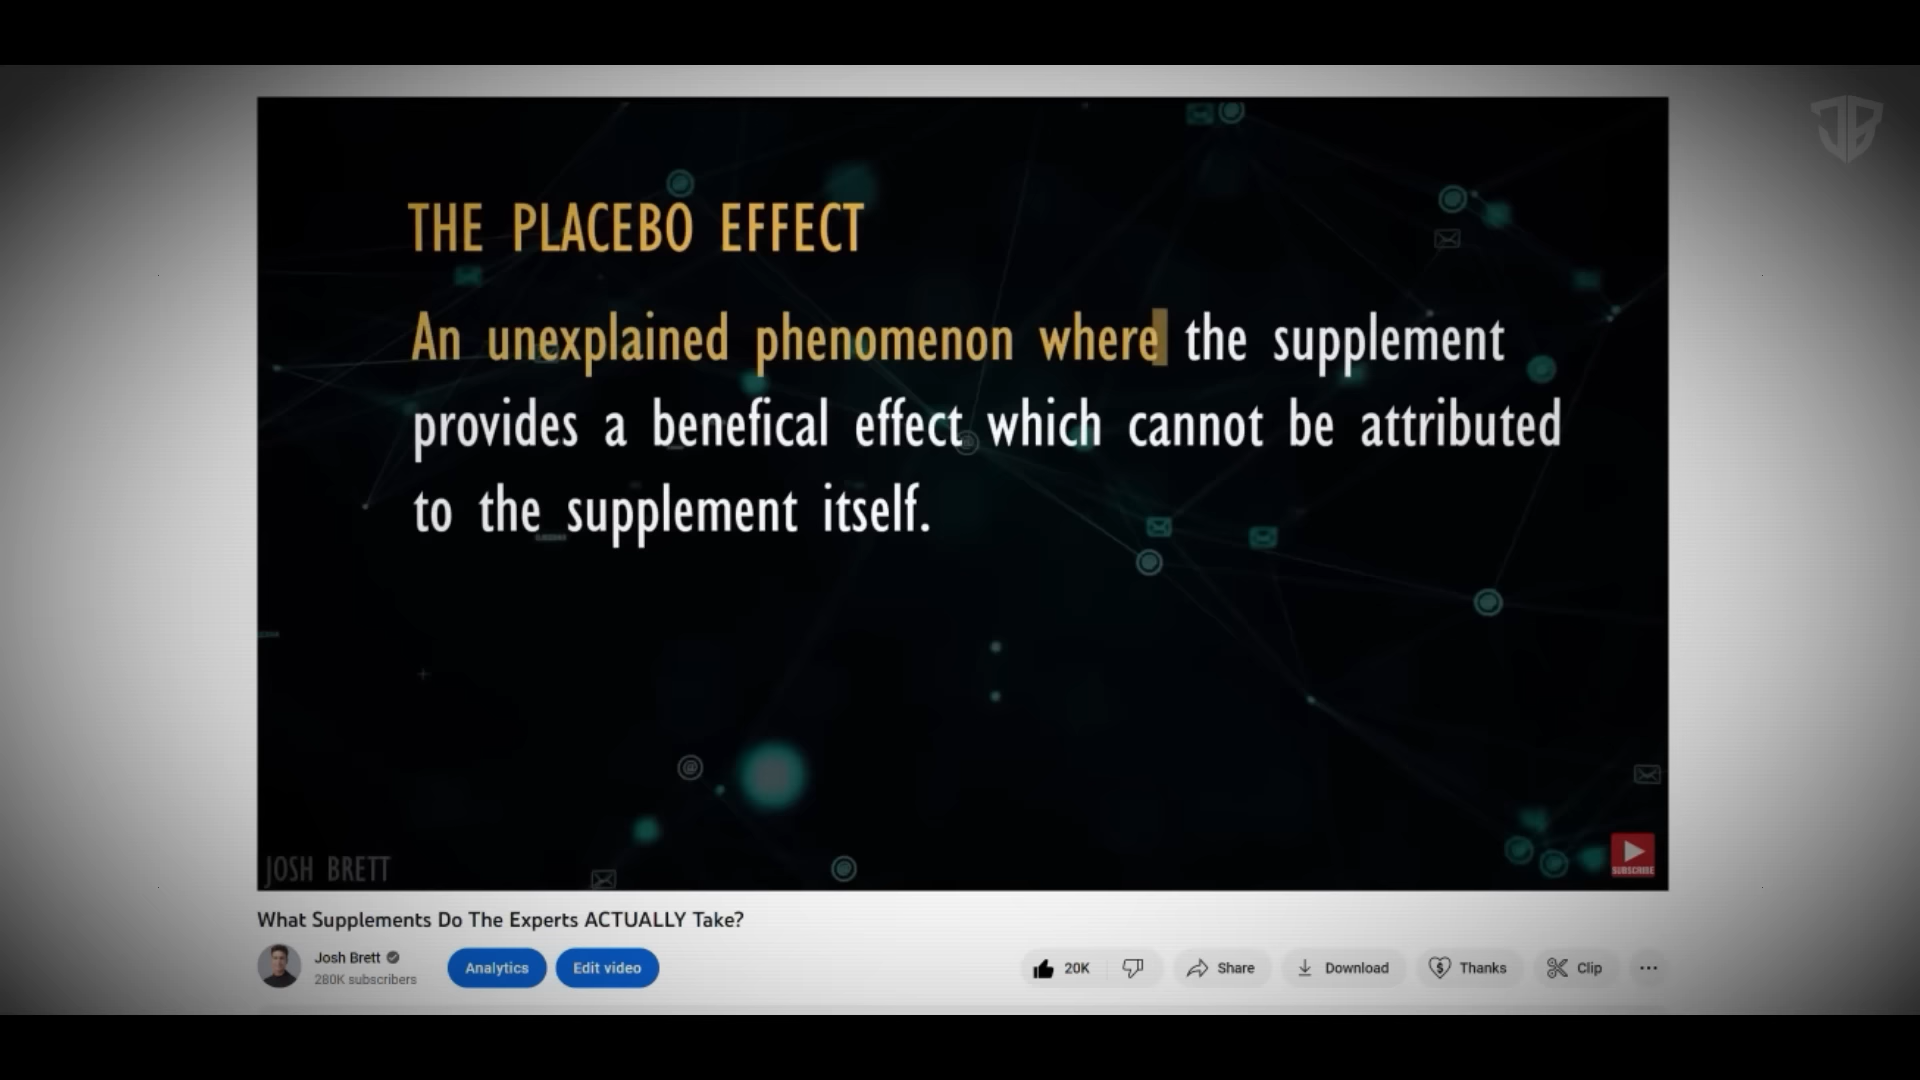 THE PLACEBO EFFECT
An unexplained phenomenon where the supplement
provides a benefical effect which cannot be attributed
to the supplement itself.
JOSH BRETT
SUBSCRIBE
What Supplements Do The Experts ACTUALLY Take?
Josh Brett
280K subscribers
Analytics
Edit video
20K
Share
Download
Thanks
Clip